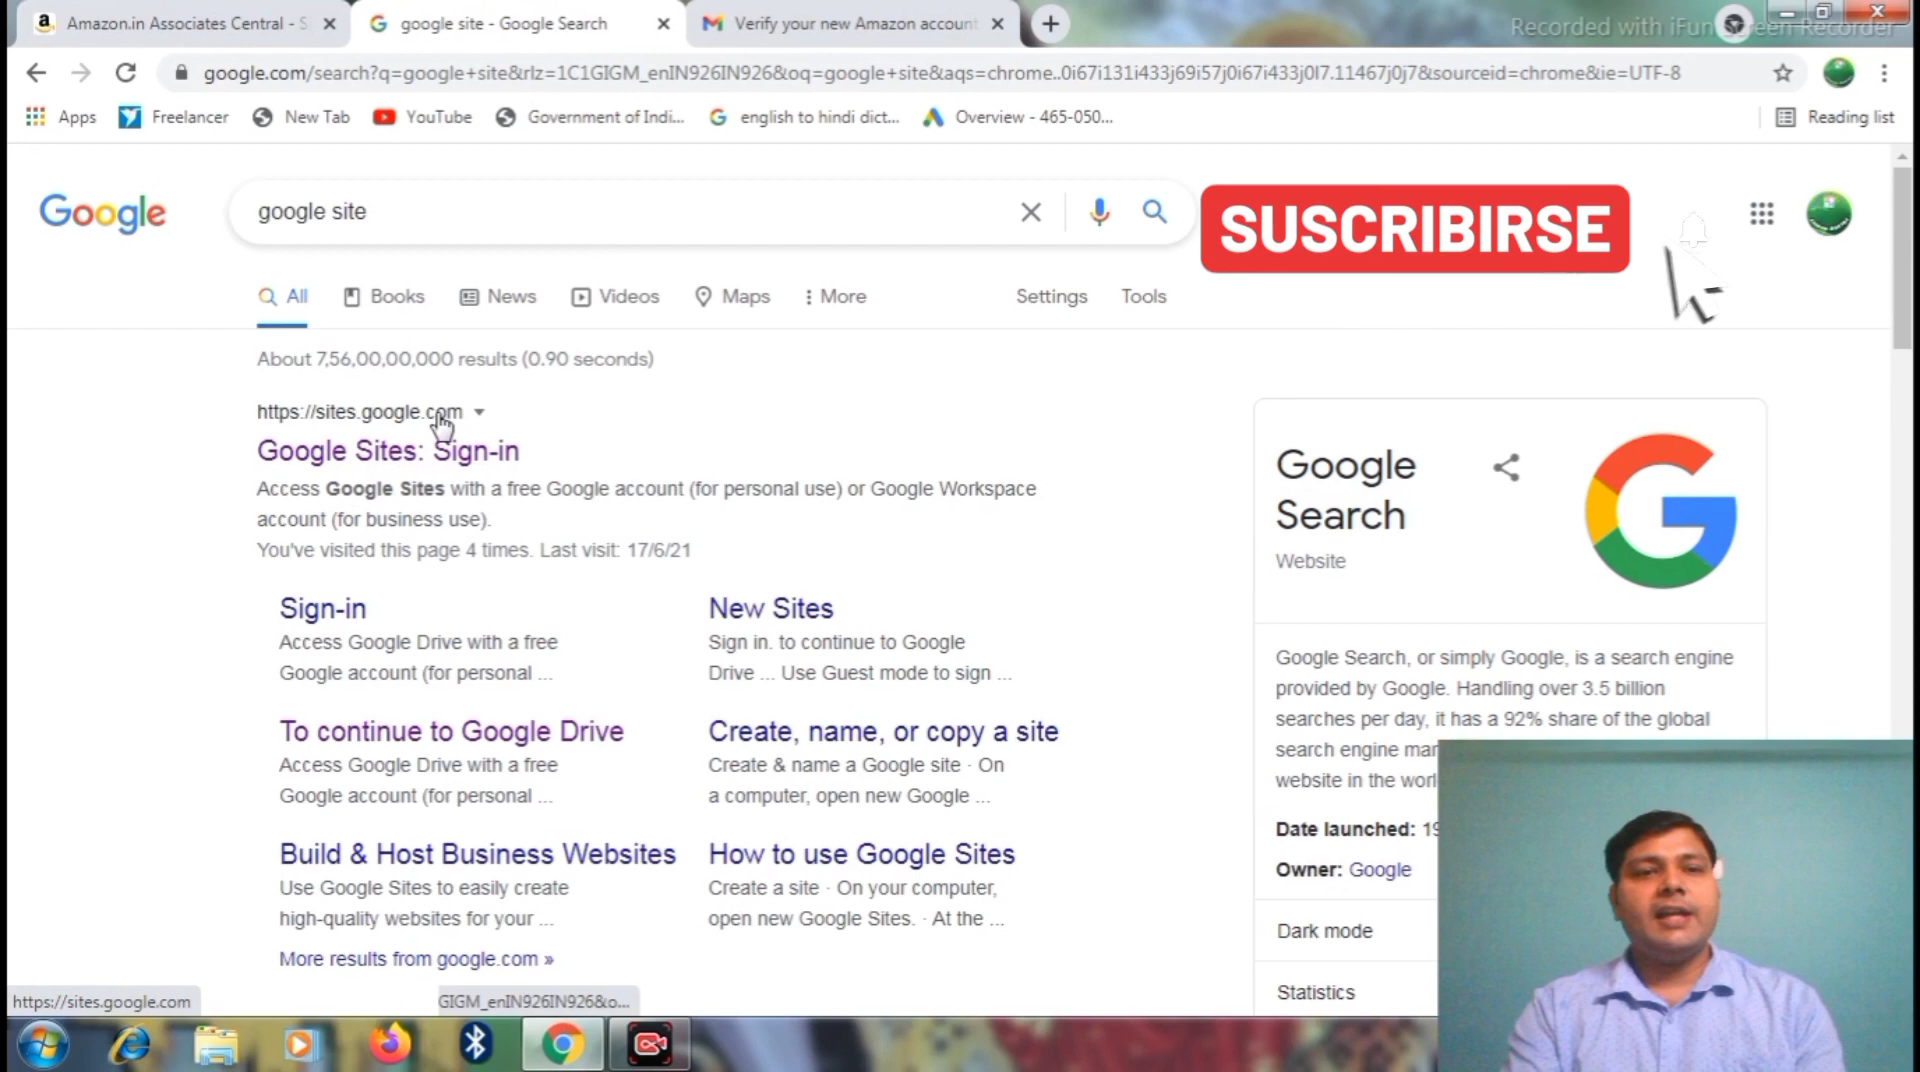 Amazon.in Associates Central - S
google site - Google Search
Verify your new Amazon account
Recorded with iFun Screen Recorder
google.com/search?q=google+site&rlz=1C1GIGM_enIN926IN926&oq=google+site&aqs=chrome..0i67i131i433j69i57j0i67i433j0l7.11467j0j7&sourceid=chrome&ie=UTF-8
Apps
Freelancer
New Tab
YouTube
Government of Indi...
english to hindi dict...
Overview - 465-050...
Reading list
Google
google site
SUSCRIBIRSE
All
Books
News
Videos
Maps
More
Settings
Tools
About 7,56,00,00,000 results (0.90 seconds)
https://sites.google.com
Google Sites: Sign-in
Access Google Sites with a free Google account (for personal use) or Google Workspace
account (for business use).
You've visited this page 4 times. Last visit: 17/6/21
Sign-in
Access Google Drive with a free
Google account (for personal ...
New Sites
Sign in. to continue to Google
Drive ... Use Guest mode to sign ...
To continue to Google Drive
Access Google Drive with a free
Google account (for personal ...
Create, name, or copy a site
Create & name a Google site · On
a computer, open new Google ...
Build & Host Business Websites
Use Google Sites to easily create
high-quality websites for your ...
How to use Google Sites
Create a site · On your computer,
open new Google Sites. · At the ...
More results from google.com »
Google
Search
Website
Google Search, or simply Google, is a search engine
provided by Google. Handling over 3.5 billion
searches per day, it has a 92% share of the global
search engine mar
website in the worl
Date launched: 19
Owner: Google
Dark mode
Statistics
https://sites.google.com
GIGM_enIN926IN926&o...